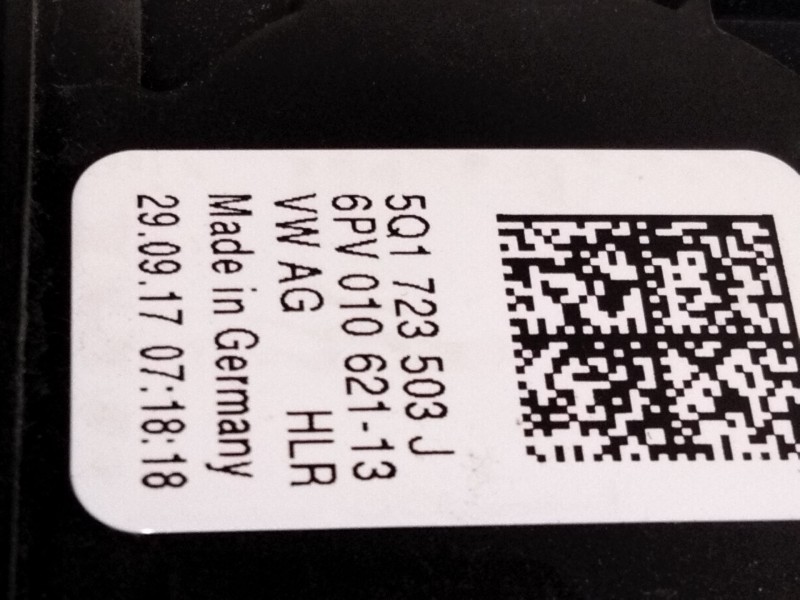 5Q1 723 503 J
6PV 010 621-13
VW AG HLR
Made in Germany
29.09.17 07:18:18